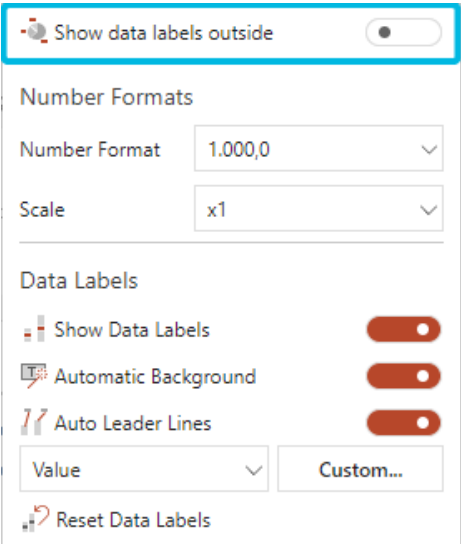 Show data labels outside
Number Formats
Number Format 1.000,0
Scale x1
Data Labels
Show Data Labels
Automatic Background
Auto Leader Lines
Value Custom...
Reset Data Labels